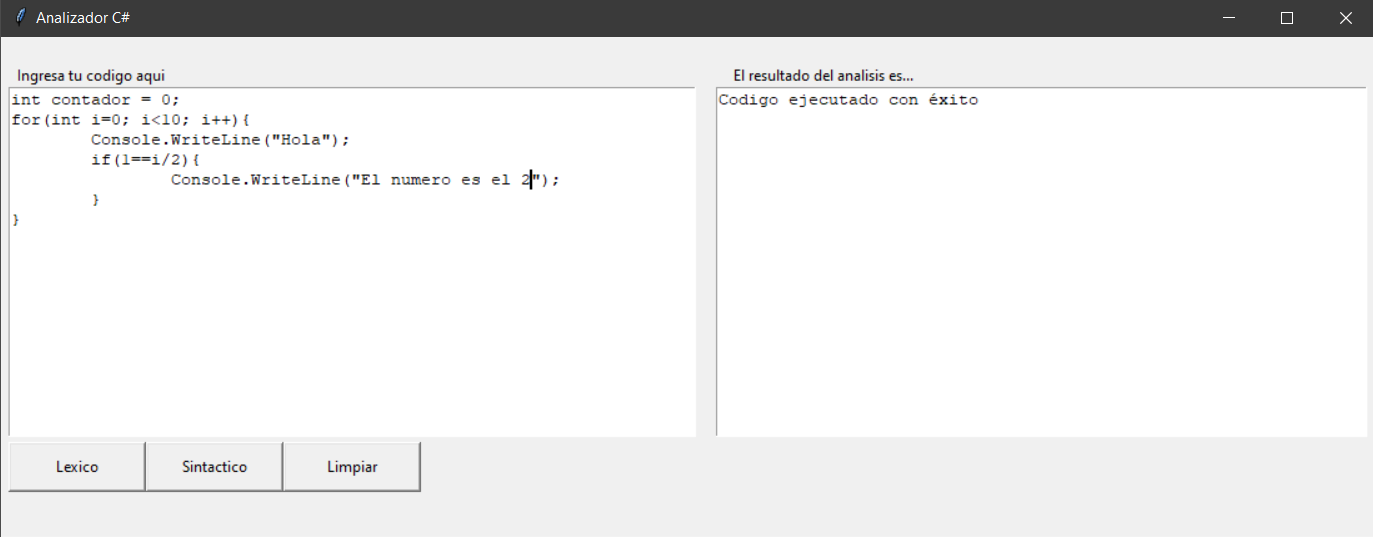 Analizador C#
Ingresa tu codigo aqui
int contador = 0;
for(int i=0; i<10; i++){
        Console.WriteLine("Hola");
        if(1==i/2){
                Console.WriteLine("El numero es el 2");
        }
}
El resultado del analisis es...
Codigo ejecutado con éxito
Lexico
Sintactico
Limpiar